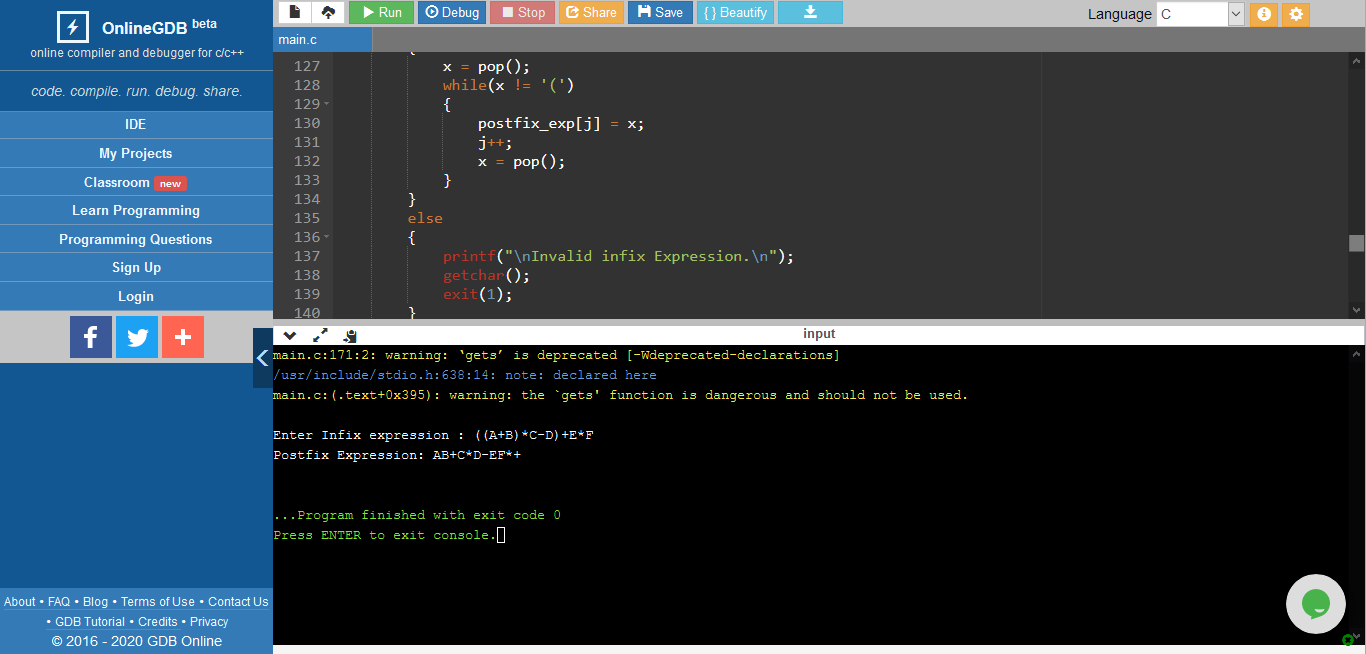 OnlineGDB beta
online compiler and debugger for c/c++
code. compile. run. debug. share.
IDE
My Projects
Classroom new
Learn Programming
Programming Questions
Sign Up
Login
About • FAQ • Blog • Terms of Use • Contact Us
• GDB Tutorial • Credits • Privacy
© 2016 - 2020 GDB Online
Run Debug Stop Share Save { } Beautify Language C
main.c
{
127 x = pop();
128 while(x != '(')
129 {
130 postfix_exp[j] = x;
131 j++;
132 x = pop();
133 }
134 }
135 else
136 {
137 printf("\nInvalid infix Expression.\n");
138 getchar();
139 exit(1);
140 }
input
main.c:171:2: warning: ‘gets’ is deprecated [-Wdeprecated-declarations]
/usr/include/stdio.h:638:14: note: declared here
main.c:(.text+0x395): warning: the `gets' function is dangerous and should not be used.
Enter Infix expression : ((A+B)*C-D)+E*F
Postfix Expression: AB+C*D-EF*+
...Program finished with exit code 0
Press ENTER to exit console.